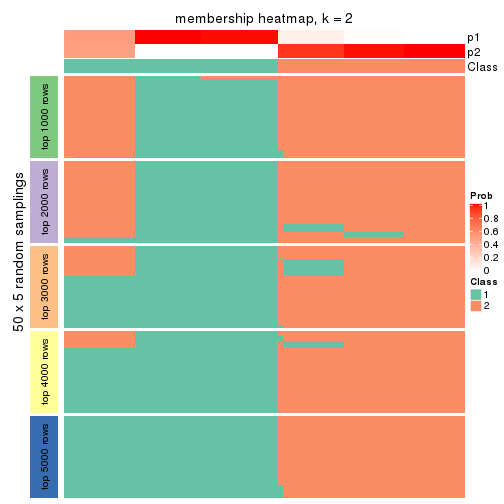 membership heatmap, k = 2
p1
p2
Class
50 x 5 random samplings
top 1000 rows
top 2000 rows
top 3000 rows
top 4000 rows
top 5000 rows
Prob
1
0.8
0.6
0.4
0.2
0
Class
1
2